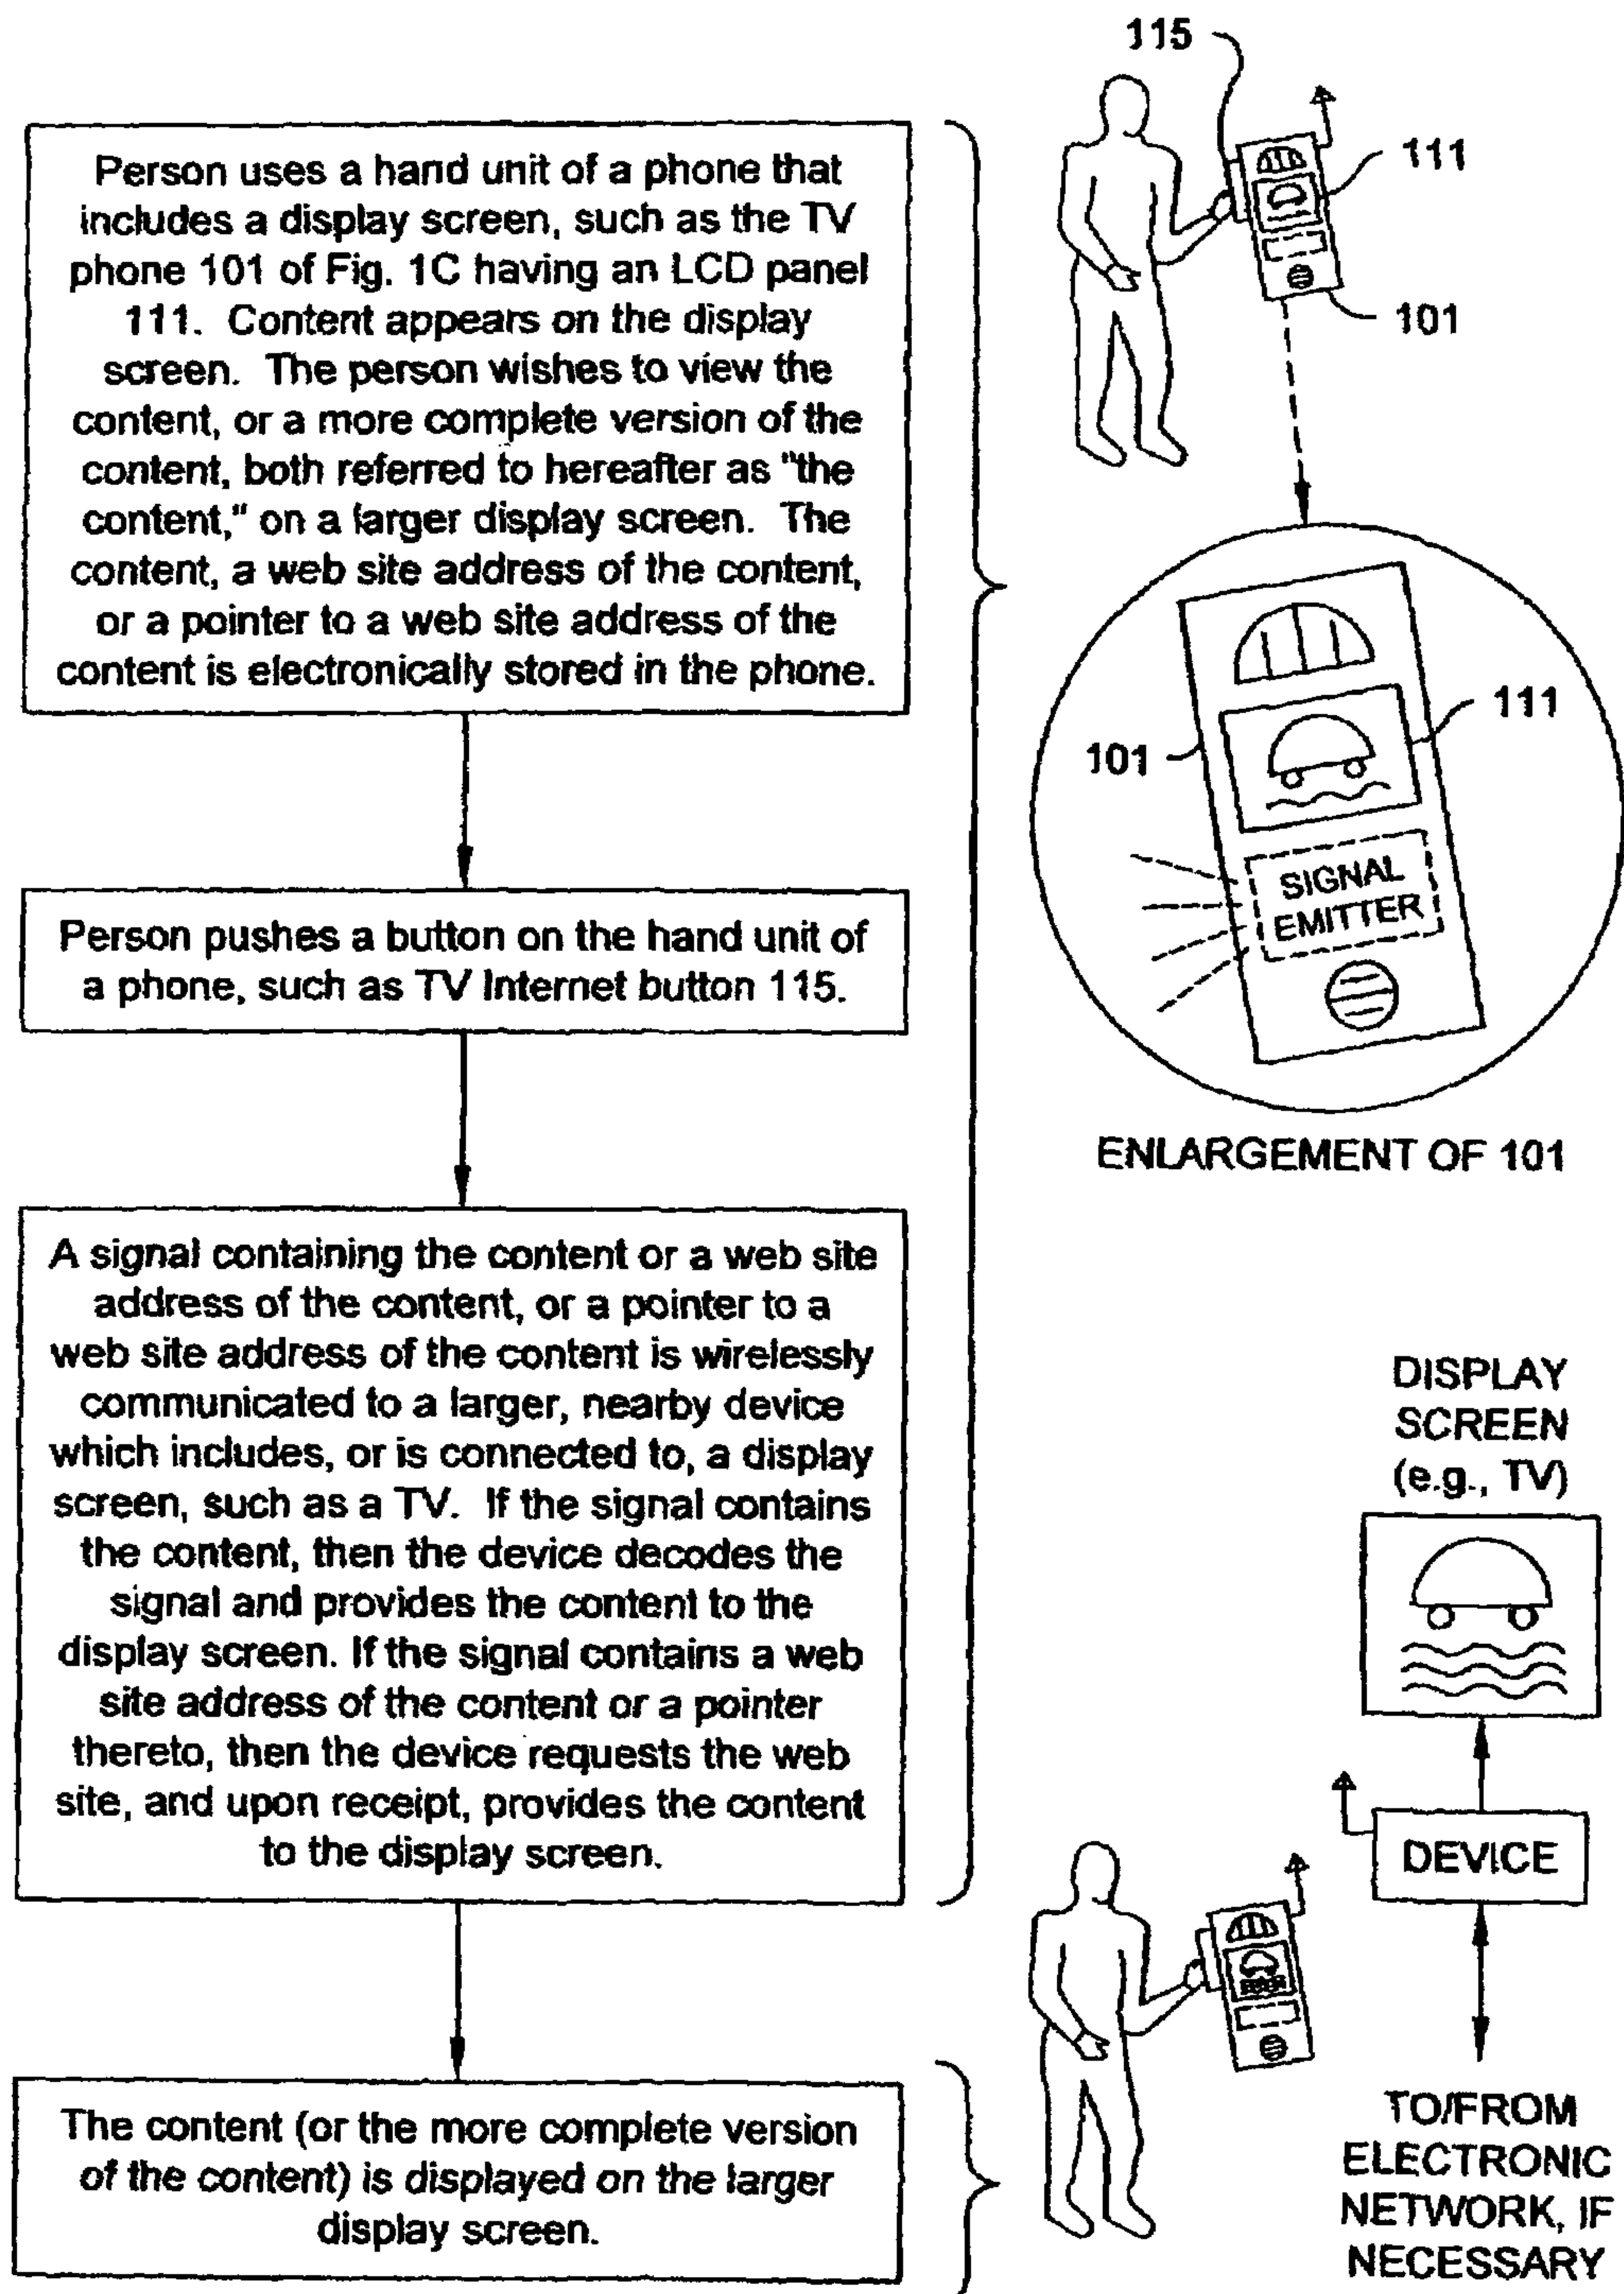 Person uses a hand unit of a phone that
includes a display screen, such as the TV
phone 101 of Fig. 1C having an LCD panel
111. Content appears on the display
screen. The person wishes to view the
content, or a more complete version of the
content, both referred to hereafter as "the
content," on a larger display screen. The
content, a web site address of the content,
or a pointer to a web site address of the
content is electronically stored in the phone.
Person pushes a button on the hand unit of
a phone, such as TV Internet button 115.
A signal containing the content or a web site
address of the content, or a pointer to a
web site address of the content is wirelessly
communicated to a larger, nearby device
which includes, or is connected to, a display
screen, such as a TV. If the signal contains
the content, then the device decodes the
signal and provides the content to the
display screen. If the signal contains a web
site address of the content or a pointer
thereto, then the device requests the web
site, and upon receipt, provides the content
to the display screen.
The content (or the more complete version
of the content) is displayed on the larger
display screen.
115
111
101
101
111
SIGNAL
EMITTER
ENLARGEMENT OF 101
DISPLAY
SCREEN
(e.g., TV)
DEVICE
TO/FROM
ELECTRONIC
NETWORK, IF
NECESSARY